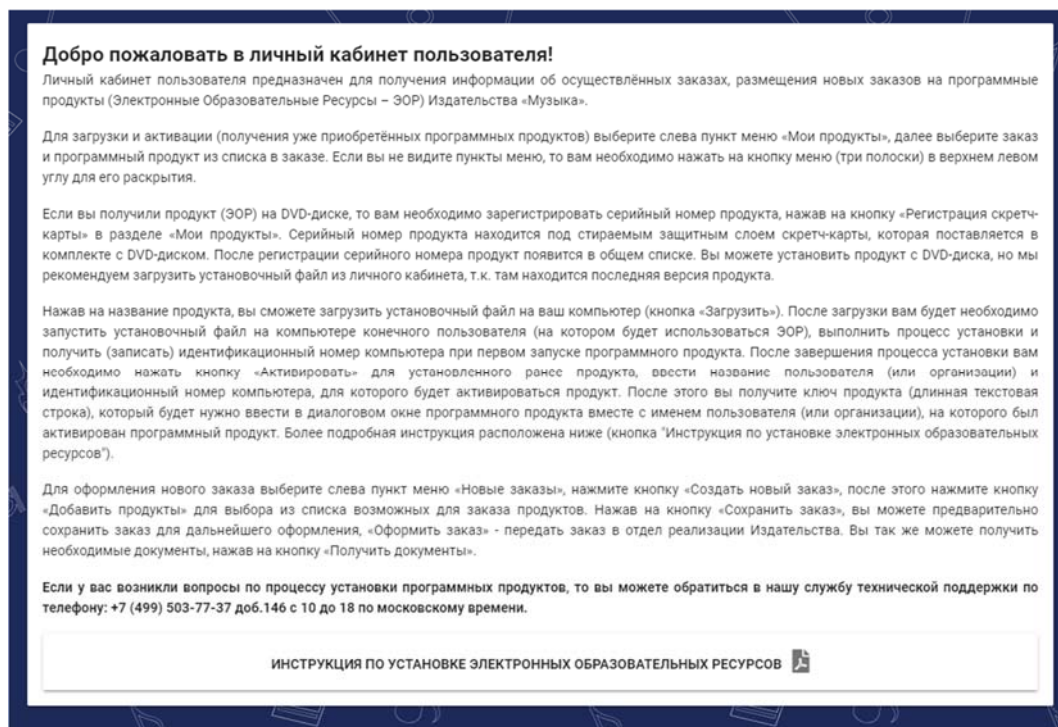 Добро пожаловать в личный кабинет пользователя!
Личный кабинет пользователя предназначен для получения информации об осуществлённых заказах, размещения новых заказов на программные
продукты (Электронные Образовательные Ресурсы – ЭОР) Издательства «Музыка».
Для загрузки и активации (получения уже приобретённых программных продуктов) выберите слева пункт меню «Мои продукты», далее выберите заказ
и программный продукт из списка в заказе. Если вы не видите пункты меню, то вам необходимо нажать на кнопку меню (три полоски) в верхнем левом
углу для его раскрытия.
Если вы получили продукт (ЭОР) на DVD-диске, то вам необходимо зарегистрировать серийный номер продукта, нажав на кнопку «Регистрация скретч-
карты» в разделе «Мои продукты». Серийный номер продукта находится под стираемым защитным слоем скретч-карты, которая поставляется в
комплекте с DVD-диском. После регистрации серийного номера продукт появится в общем списке. Вы можете установить продукт с DVD-диска, но мы
рекомендуем загрузить установочный файл из личного кабинета, т.к. там находится последняя версия продукта.
Нажав на название продукта, вы сможете загрузить установочный файл на ваш компьютер (кнопка «Загрузить»). После загрузки вам будет необходимо
запустить установочный файл на компьютере конечного пользователя (на котором будет использоваться ЭОР), выполнить процесс установки и
получить (записать) идентификационный номер компьютера при первом запуске программного продукта. После завершения процесса установки вам
необходимо нажать кнопку «Активировать» для установленного ранее продукта, ввести название пользователя (или организации) и
идентификационный номер компьютера, для которого будет активироваться продукт. После этого вы получите ключ продукта (длинная текстовая
строка), который будет нужно ввести в диалоговом окне программного продукта вместе с именем пользователя (или организации), на которого был
активирован программный продукт. Более подробная инструкция расположена ниже (кнопка "Инструкция по установке электронных образовательных
ресурсов").
Для оформления нового заказа выберите слева пункт меню «Новые заказы», нажмите кнопку «Создать новый заказ», после этого нажмите кнопку
«Добавить продукты» для выбора из списка возможных для заказа продуктов. Нажав на кнопку «Сохранить заказ», вы можете предварительно
сохранить заказ для дальнейшего оформления, «Оформить заказ» - передать заказ в отдел реализации Издательства. Вы так же можете получить
необходимые документы, нажав на кнопку «Получить документы».
Если у вас возникли вопросы по процессу установки программных продуктов, то вы можете обратиться в нашу службу технической поддержки по
телефону: +7 (499) 503-77-37 доб.146 с 10 до 18 по московскому времени.
ИНСТРУКЦИЯ ПО УСТАНОВКЕ ЭЛЕКТРОННЫХ ОБРАЗОВАТЕЛЬНЫХ РЕСУРСОВ